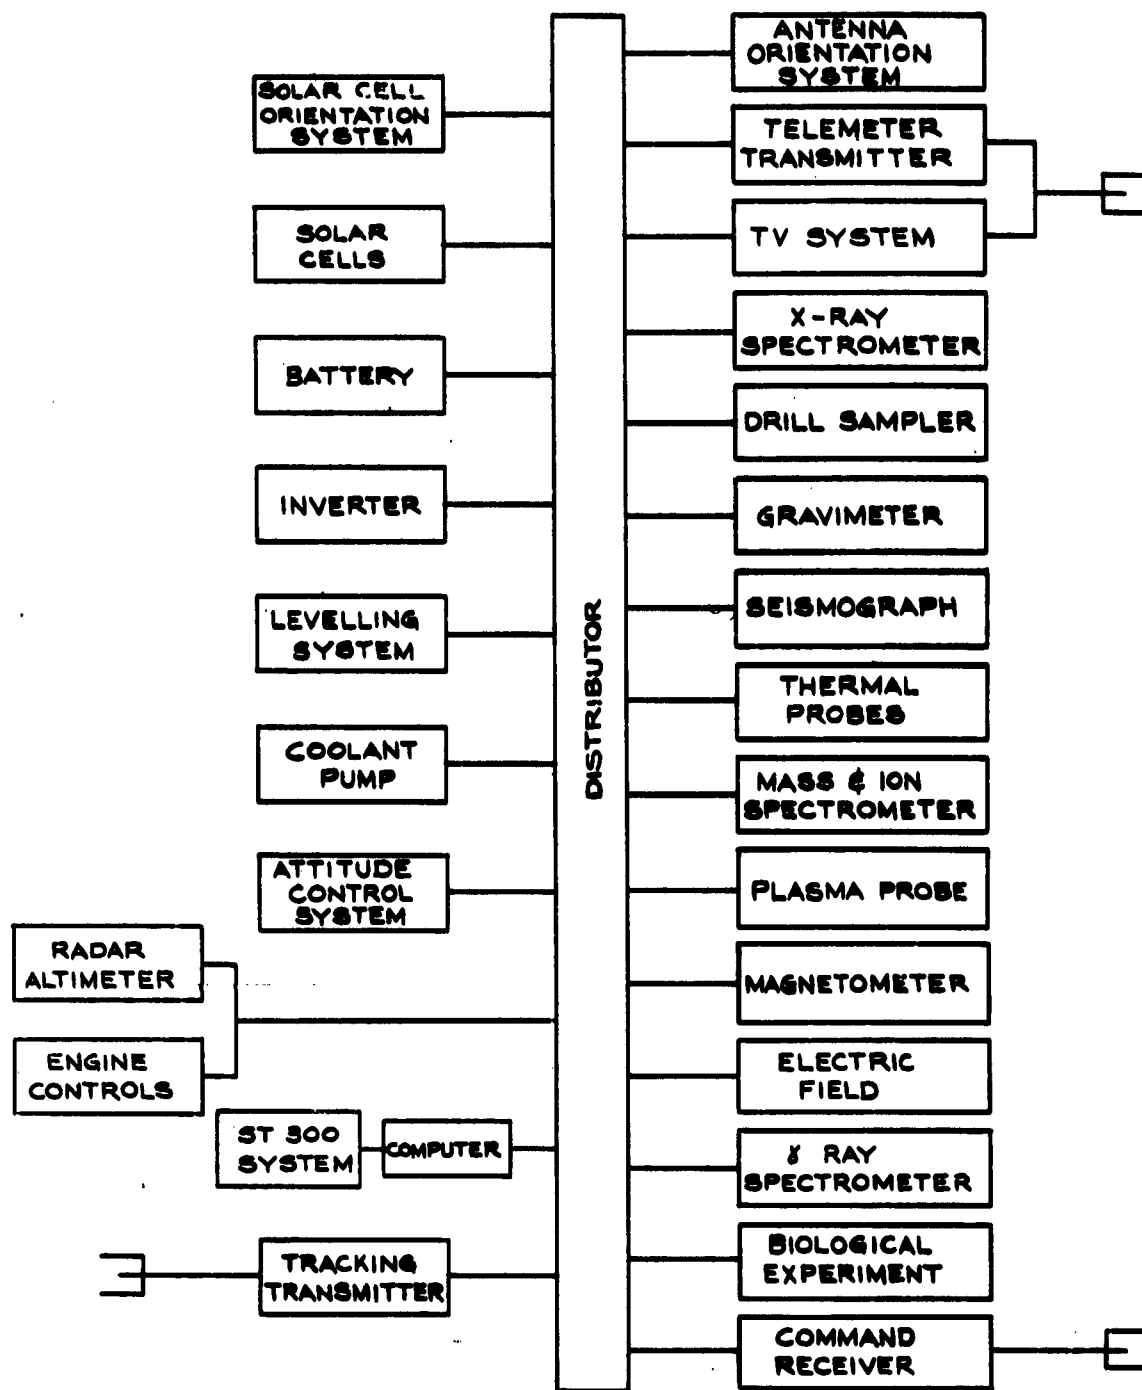 SOLAR CELL
ORIENTATION
SYSTEM
SOLAR
CELLS
BATTERY
INVERTER
LEVELLING
SYSTEM
COOLANT
PUMP
ATTITUDE
CONTROL
SYSTEM
RADAR
ALTIMETER
ENGINE
CONTROLS
ST 300
SYSTEM
COMPUTER
TRACKING
TRANSMITTER
DISTRIBUTOR
ANTENNA
ORIENTATION
SYSTEM
TELEMETER
TRANSMITTER
TV SYSTEM
X-RAY
SPECTROMETER
DRILL SAMPLER
GRAVIMETER
SEISMOGRAPH
THERMAL
PROBES
MASS & ION
SPECTROMETER
PLASMA PROBE
MAGNETOMETER
ELECTRIC
FIELD
γ RAY
SPECTROMETER
BIOLOGICAL
EXPERIMENT
COMMAND
RECEIVER